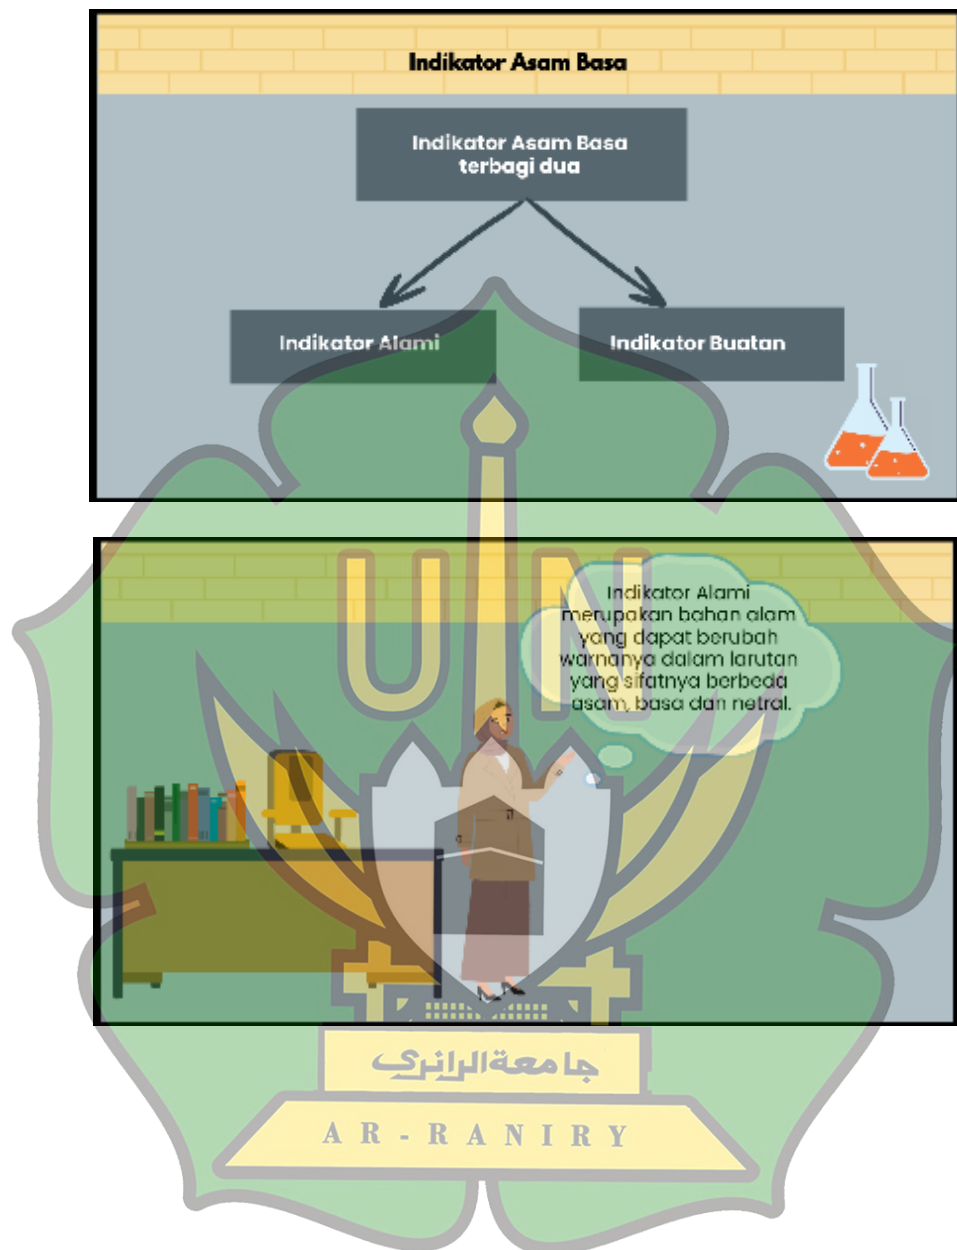 Indikator Asam Basa
Indikator Asam Basa
terbagi dua
Indikator Alami
Indikator Buatan
UIN
Indikator Alami
merupakan bahan alam
yang dapat berubah
warnanya dalam larutan
yang sifatnya berbeda
asam, basa dan netral.
جامعة الرانري
AR-RANIRY